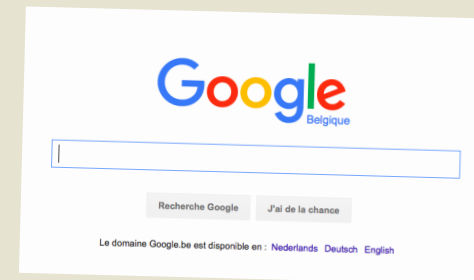 Google
Belgique
Recherche Google J'ai de la chance
Le domaine Google.be est disponible en : Nederlands Deutsch English